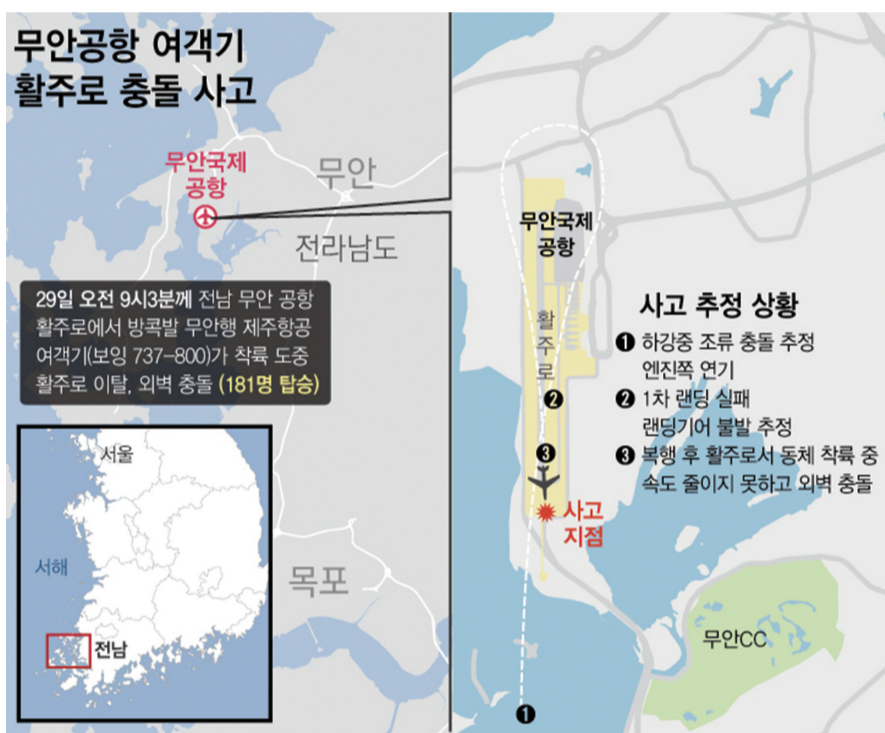 무안공항 여객기
활주로 충돌 사고
무안국제
공항
무안
전라남도
29일 오전 9시3분께 전남 무안 공항
활주로에서 방콕발 무안행 제주항공
여객기(보잉 737-800)가 착륙 도중
활주로 이탈, 외벽 충돌 (181명 탑승)
서울
서해
전남
목포
무안국제
공항
활주로
2
3
사고
지점
1
무안CC
사고 추정 상황
1 하강중 조류 충돌 추정
엔진쪽 연기
2 1차 랜딩 실패
랜딩기어 불발 추정
3 복행 후 활주로서 동체 착륙 중
속도 줄이지 못하고 외벽 충돌